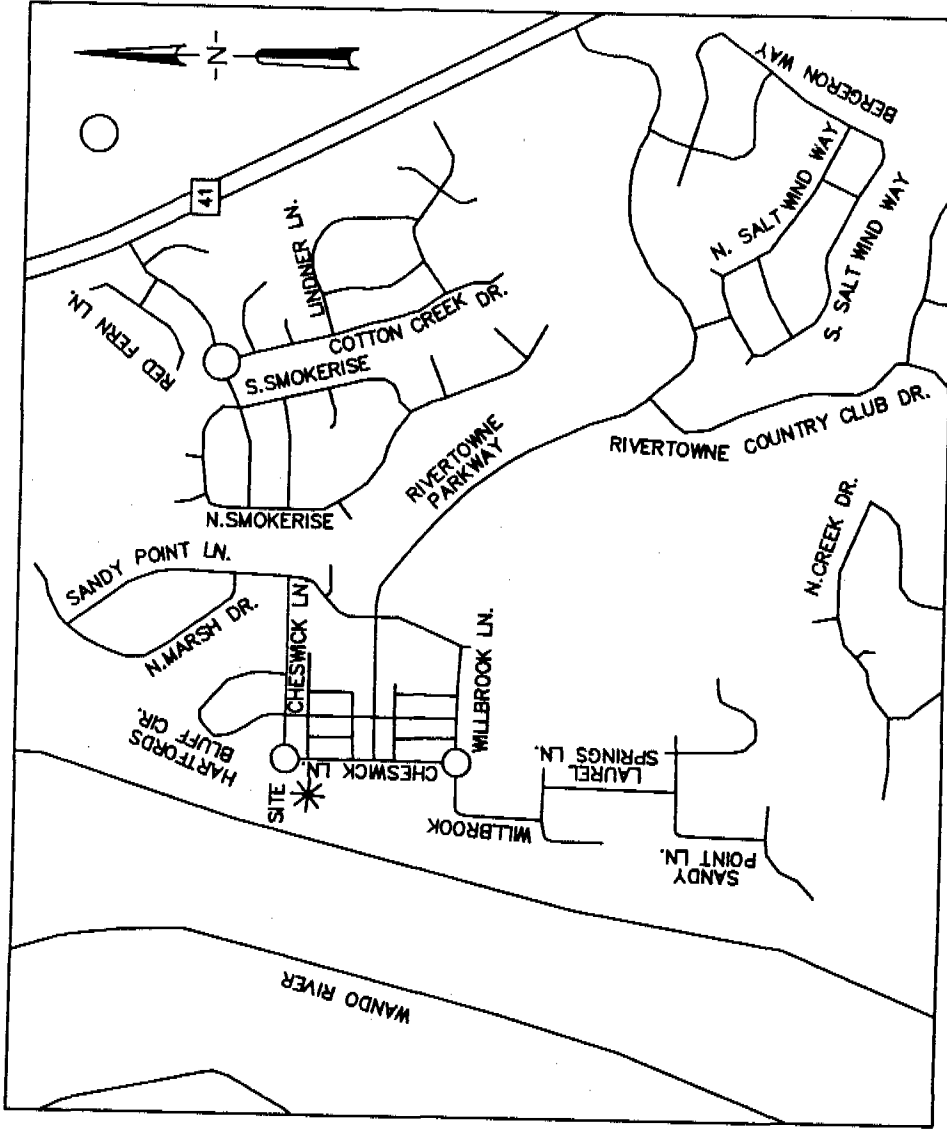 -N-
41
BERGERON WAY
N. SALT WIND WAY
S. SALT WIND WAY
LINDNER LN.
RED FERN LN.
COTTON CREEK DR.
S.SMOKERISE
RIVERTOWNE
PARKWAY
RIVERTOWNE COUNTRY CLUB DR.
N.SMOKERISE
SANDY POINT LN.
N.MARSH DR.
CHESWICK LN.
N.CREEK DR.
WILLBROOK LN.
HARTFORDS
BLUFF CIR.
SITE
CHESWICK LN
LAUREL
SPRINGS LN.
WILLBROOK
SANDY
POINT LN.
WANDO RIVER